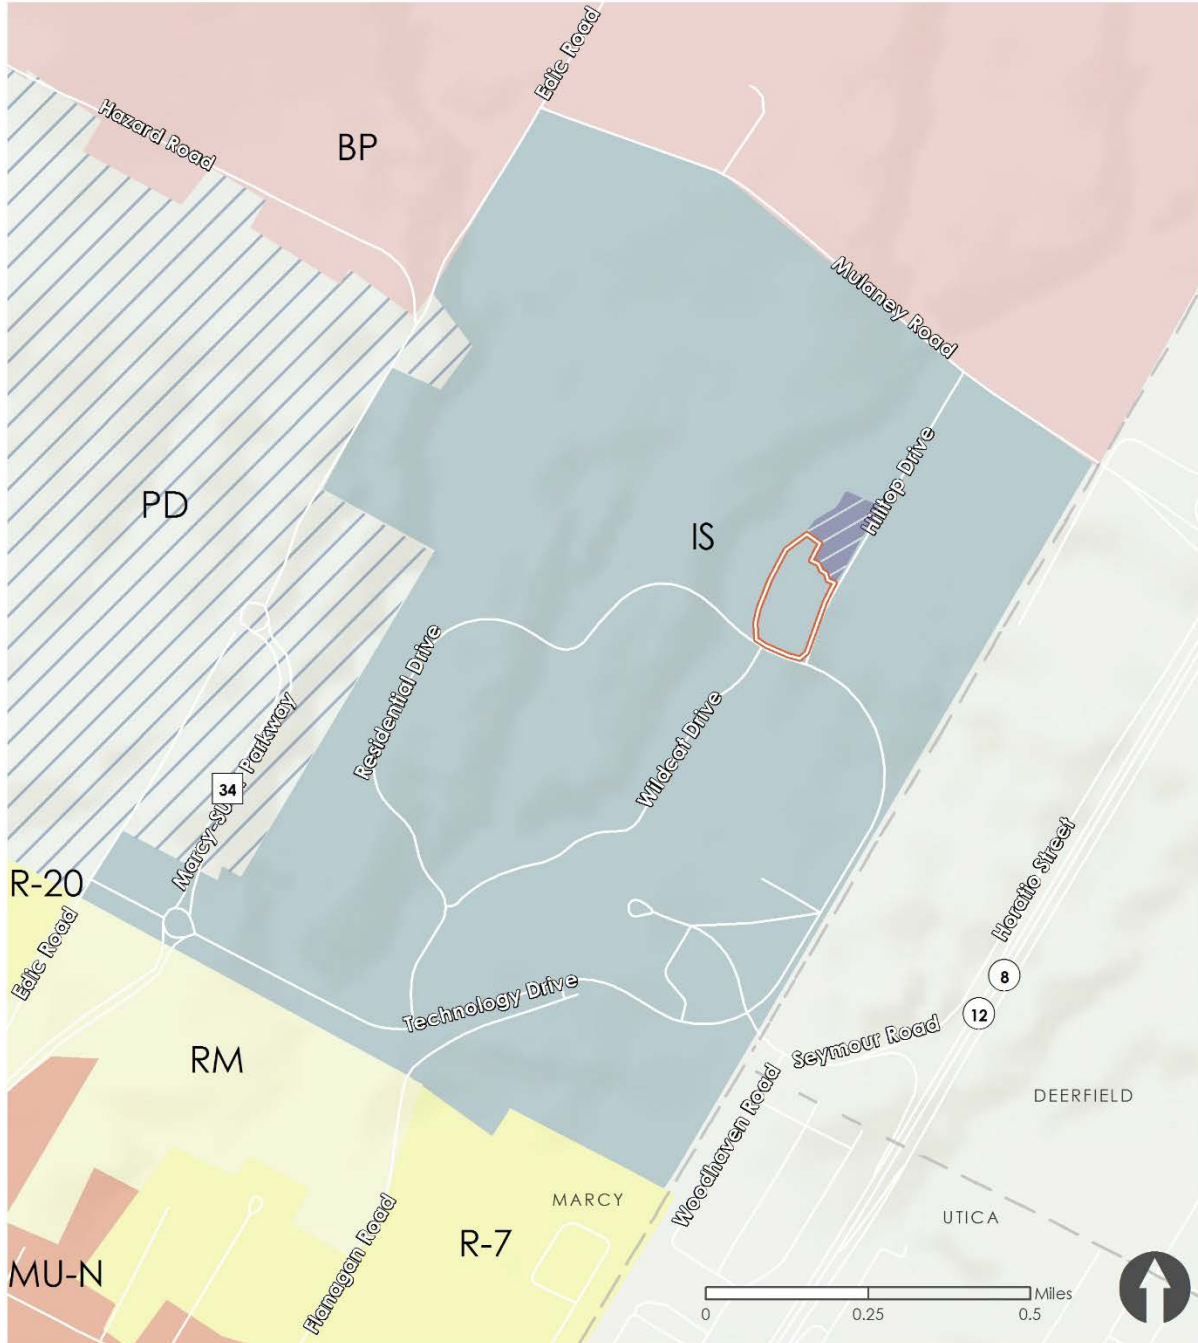 Edic Road
Hazard Road
BP
Mulaney Road
Hilltop Drive
PD
IS
Residential Drive
Wildcat Drive
34
Parkway
Horatio Street
R-20
Edic Road
8
Technology Drive
12
Seymour Road
RM
Woodhaven Road
DEERFIELD
MARCY
UTICA
Flanagan Road
R-7
MU-N
Miles
0
0.25
0.5